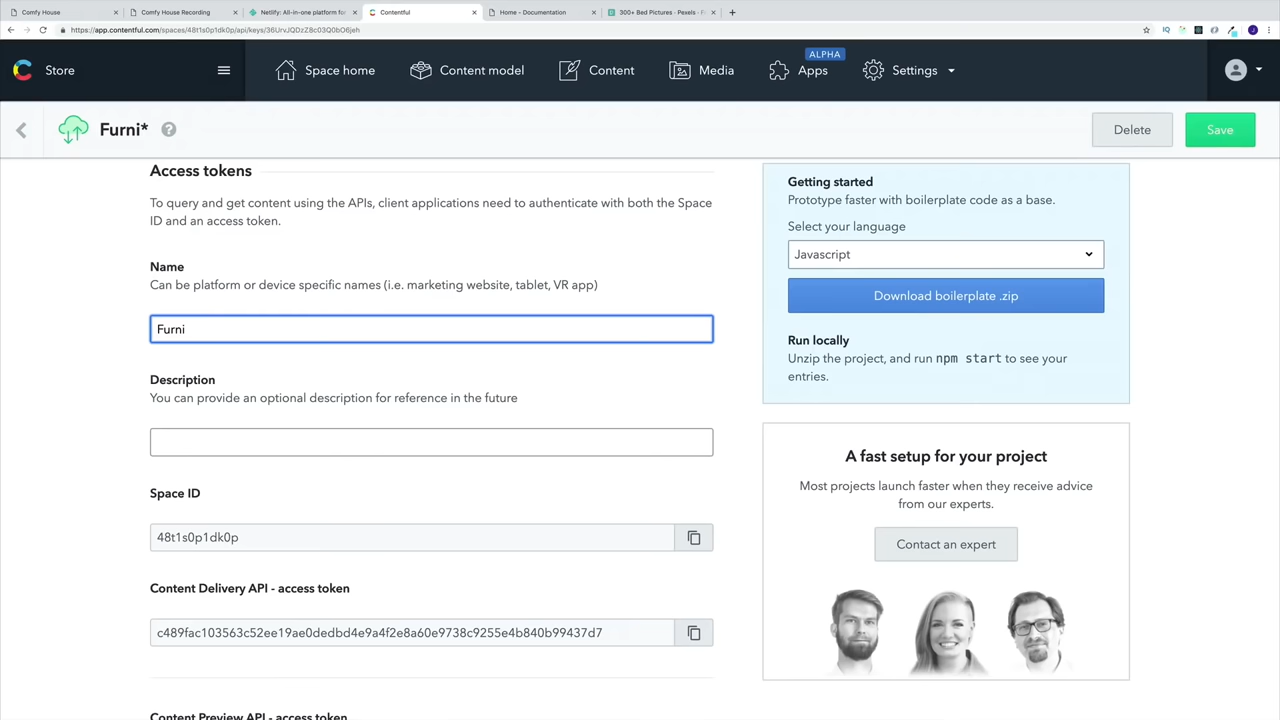 Comfy House
Comfy House Recording
Netlify: All-in-one platform for
Contentful
Home - Documentation
300+ Bed Pictures · Pexels · F
https://app.contentful.com/spaces/48t1s0p1dk0p/api/keys/36UrvJQDzZ8c03Q0bO6jeh
Store
Space home
Content model
Content
Media
ALPHA
Apps
Settings
Furni*
Delete
Save
Access tokens
To query and get content using the APIs, client applications need to authenticate with both the Space
ID and an access token.
Name
Can be platform or device specific names (i.e. marketing website, tablet, VR app)
Furni
Description
You can provide an optional description for reference in the future
Space ID
48t1s0p1dk0p
Content Delivery API - access token
c489fac103563c52ee19ae0dedbd4e9a4f2e8a60e9738c9255e4b840b99437d7
Content Preview API - access token
Getting started
Prototype faster with boilerplate code as a base.
Select your language
Javascript
Download boilerplate .zip
Run locally
Unzip the project, and run npm start to see your
entries.
A fast setup for your project
Most projects launch faster when they receive advice
from our experts.
Contact an expert